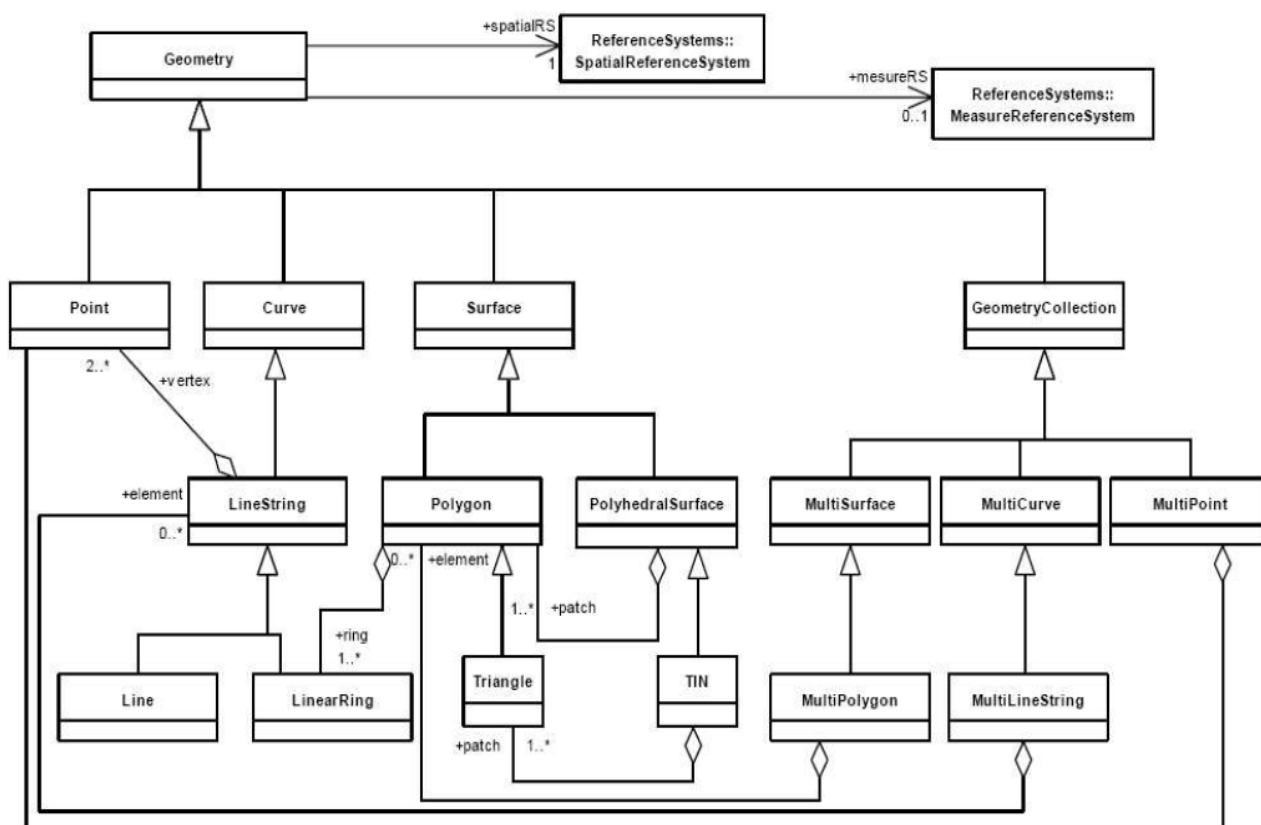 Geometry
+spatialRS
1
ReferenceSystems::
SpatialReferenceSystem
+mesureRS
0..1
ReferenceSystems::
MeasureReferenceSystem
Point
Curve
Surface
GeometryCollection
2..*
+vertex
+element
0..*
LineString
Polygon
PolyhedralSurface
MultiSurface
MultiCurve
MultiPoint
0..*
+element
1..*
+patch
+ring
1..*
Line
LinearRing
Triangle
TIN
MultiPolygon
MultiLineString
+patch
1..*